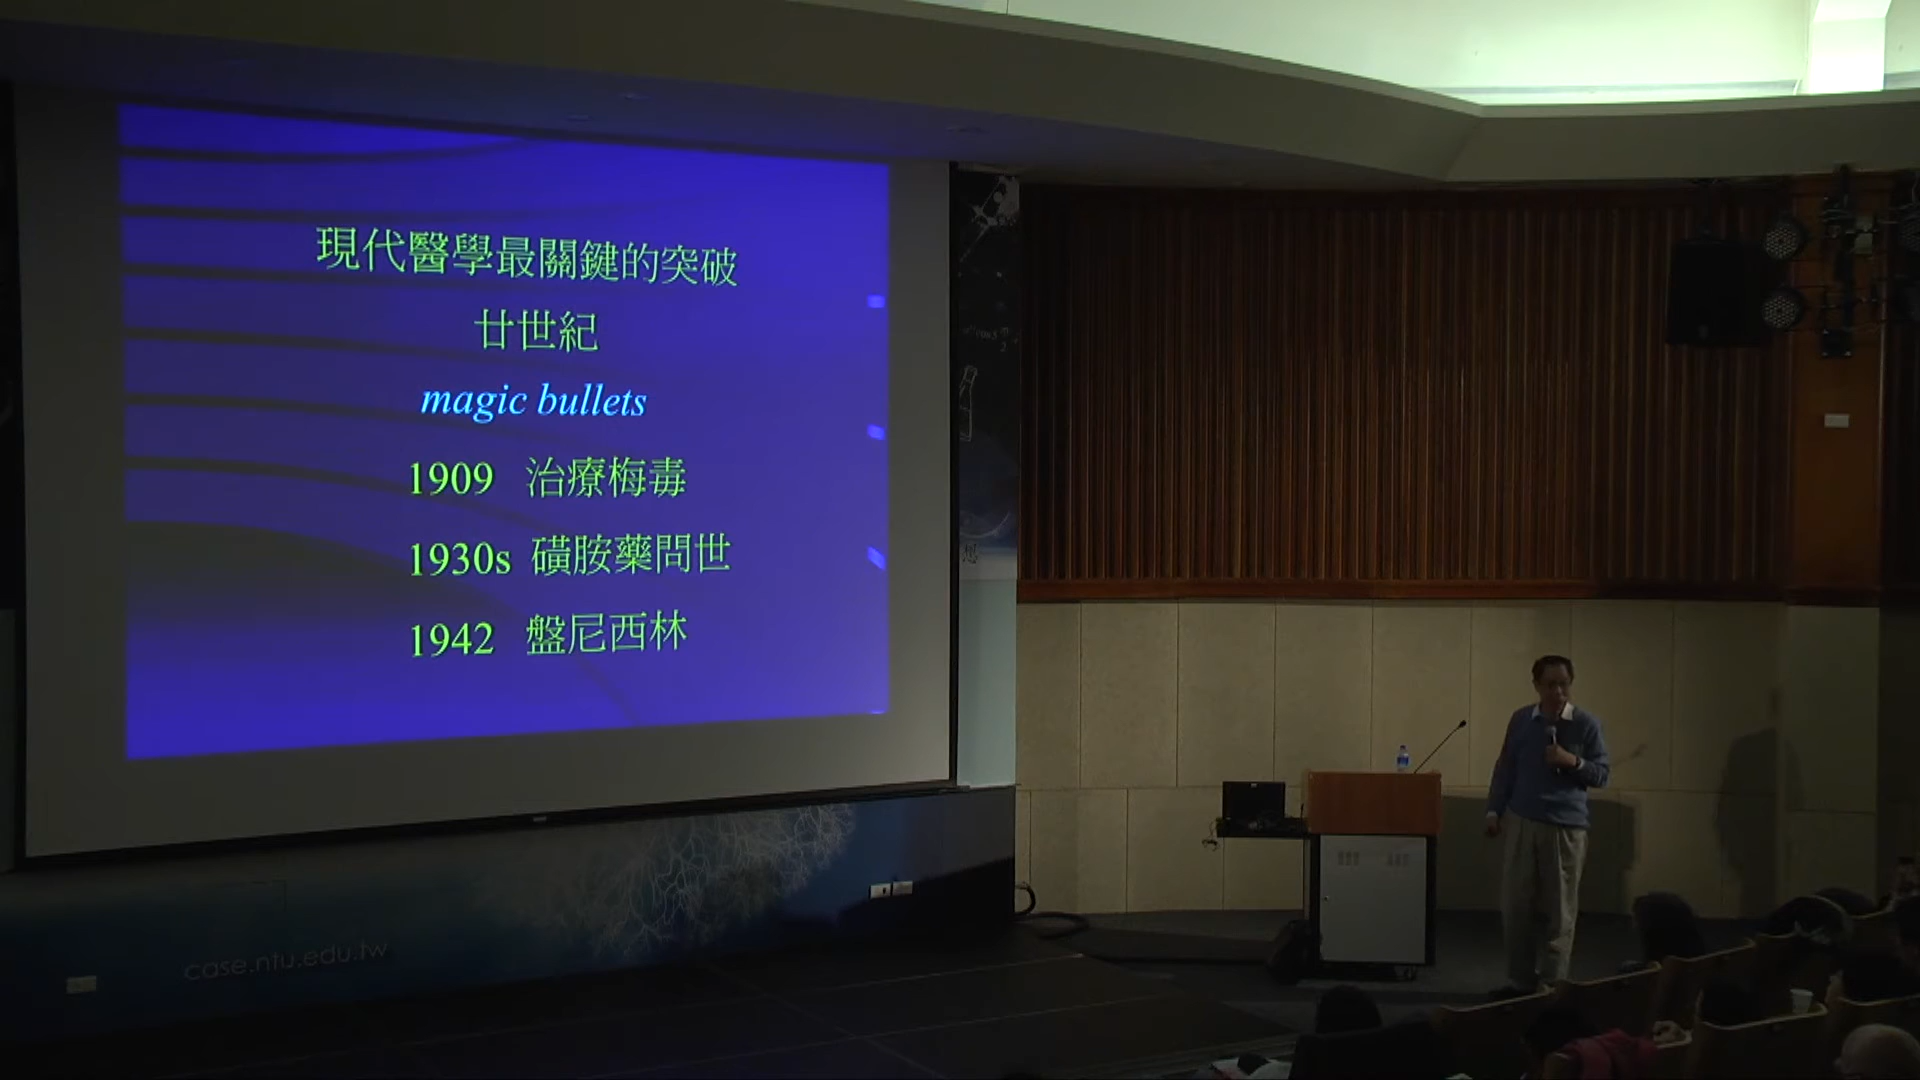 現代醫學最關鍵的突破
廿世紀
magic bullets
1909 治療梅毒
1930s 磺胺藥問世
1942 盤尼西林
case.ntu.edu.tw
想